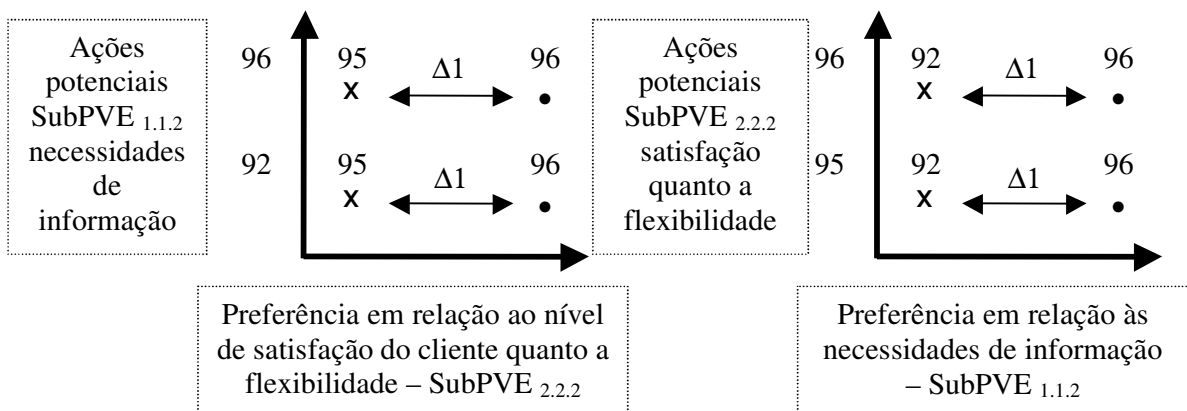 Ações
potenciais
SubPVE 1.1.2
necessidades
de
informação
96
95
x
Δ1
96
92
95
x
Δ1
96
Preferência em relação ao nível
de satisfação do cliente quanto a
flexibilidade – SubPVE 2.2.2
Ações
potenciais
SubPVE 2.2.2
satisfação
quanto a
flexibilidade
96
92
x
Δ1
96
95
92
x
Δ1
96
Preferência em relação às
necessidades de informação
– SubPVE 1.1.2